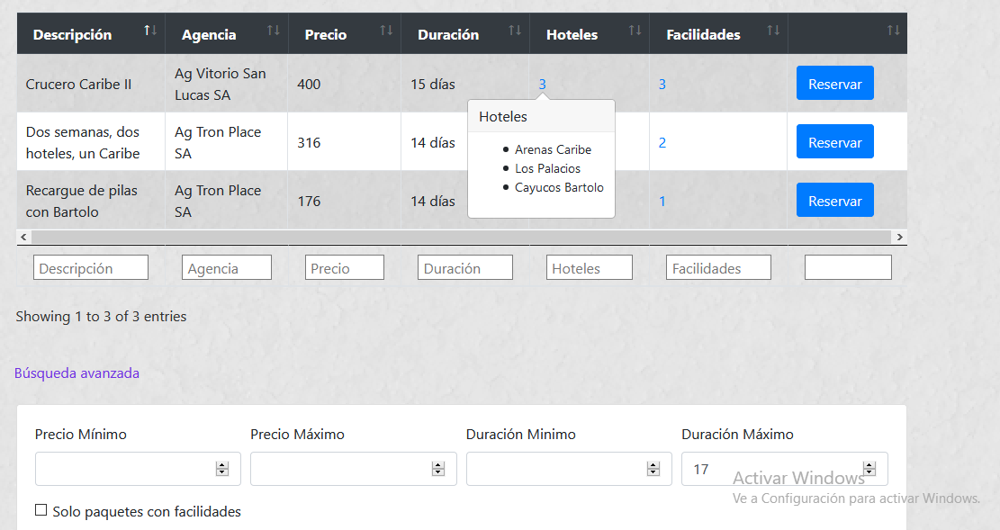 Descripción Agencia Precio Duración Hoteles Facilidades
Crucero Caribe II
Ag Vitorio San
Lucas SA
400
15 días
3
3
Reservar
Dos semanas, dos
hoteles, un Caribe
Ag Tron Place
SA
316
14 días
2
Reservar
Recargue de pilas
con Bartolo
Ag Tron Place
SA
176
14 días
1
Reservar
Hoteles
Arenas Caribe
Los Palacios
Cayucos Bartolo
Descripción Agencia Precio Duración Hoteles Facilidades
Showing 1 to 3 of 3 entries
Búsqueda avanzada
Precio Mínimo Precio Máximo Duración Minimo Duración Máximo
17
Activar Windows
Ve a Configuración para activar Windows.
Solo paquetes con facilidades